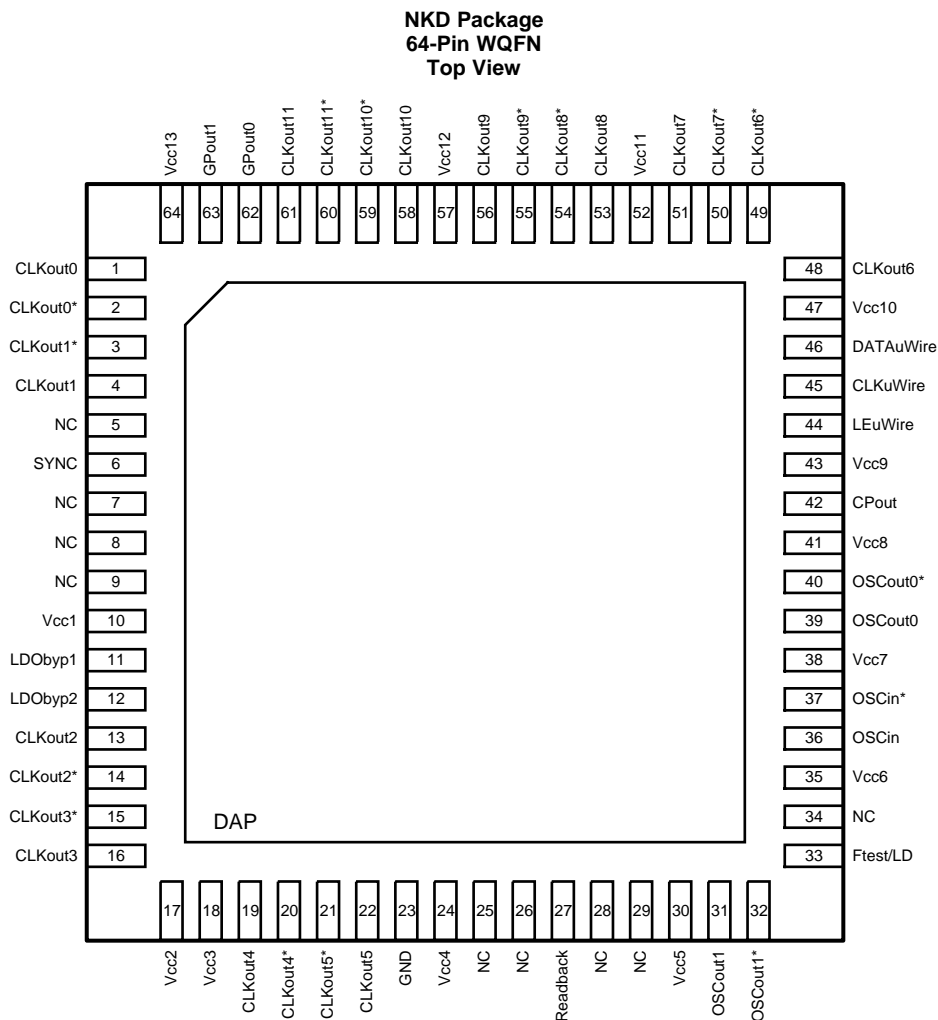 NKD Package
64-Pin WQFN
Top View
Vcc13
GPout1
GPout0
CLKout11
CLKout11*
CLKout10*
CLKout10
Vcc12
CLKout9
CLKout9*
CLKout8*
CLKout8
Vcc11
CLKout7
CLKout7*
CLKout6*
64 63 62 61 60 59 58 57 56 55 54 53 52 51 50 49
CLKout0 1
CLKout0* 2
CLKout1* 3
CLKout1 4
NC 5
SYNC 6
NC 7
NC 8
NC 9
Vcc1 10
LDObyp1 11
LDObyp2 12
CLKout2 13
CLKout2* 14
CLKout3* 15
CLKout3 16
48 CLKout6
47 Vcc10
46 DATAuWire
45 CLKuWire
44 LEuWire
43 Vcc9
42 CPout
41 Vcc8
40 OSCout0*
39 OSCout0
38 Vcc7
37 OSCin*
36 OSCin
35 Vcc6
34 NC
33 Ftest/LD
DAP
17 18 19 20 21 22 23 24 25 26 27 28 29 30 31 32
Vcc2
Vcc3
CLKout4
CLKout4*
CLKout5*
CLKout5
GND
Vcc4
NC
NC
Readback
NC
NC
Vcc5
OSCout1
OSCout1*